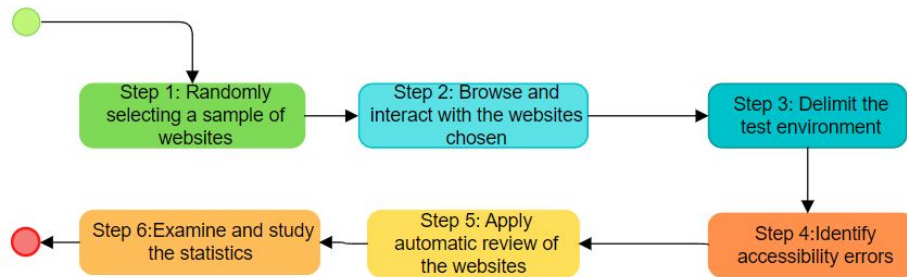 Step 1: Randomly
selecting a sample of
websites
Step 2: Browse and
interact with the websites
chosen
Step 3: Delimit the
test environment
Step 4:Identify
accessibility errors
Step 5: Apply
automatic review of
the websites
Step 6:Examine and study
the statistics